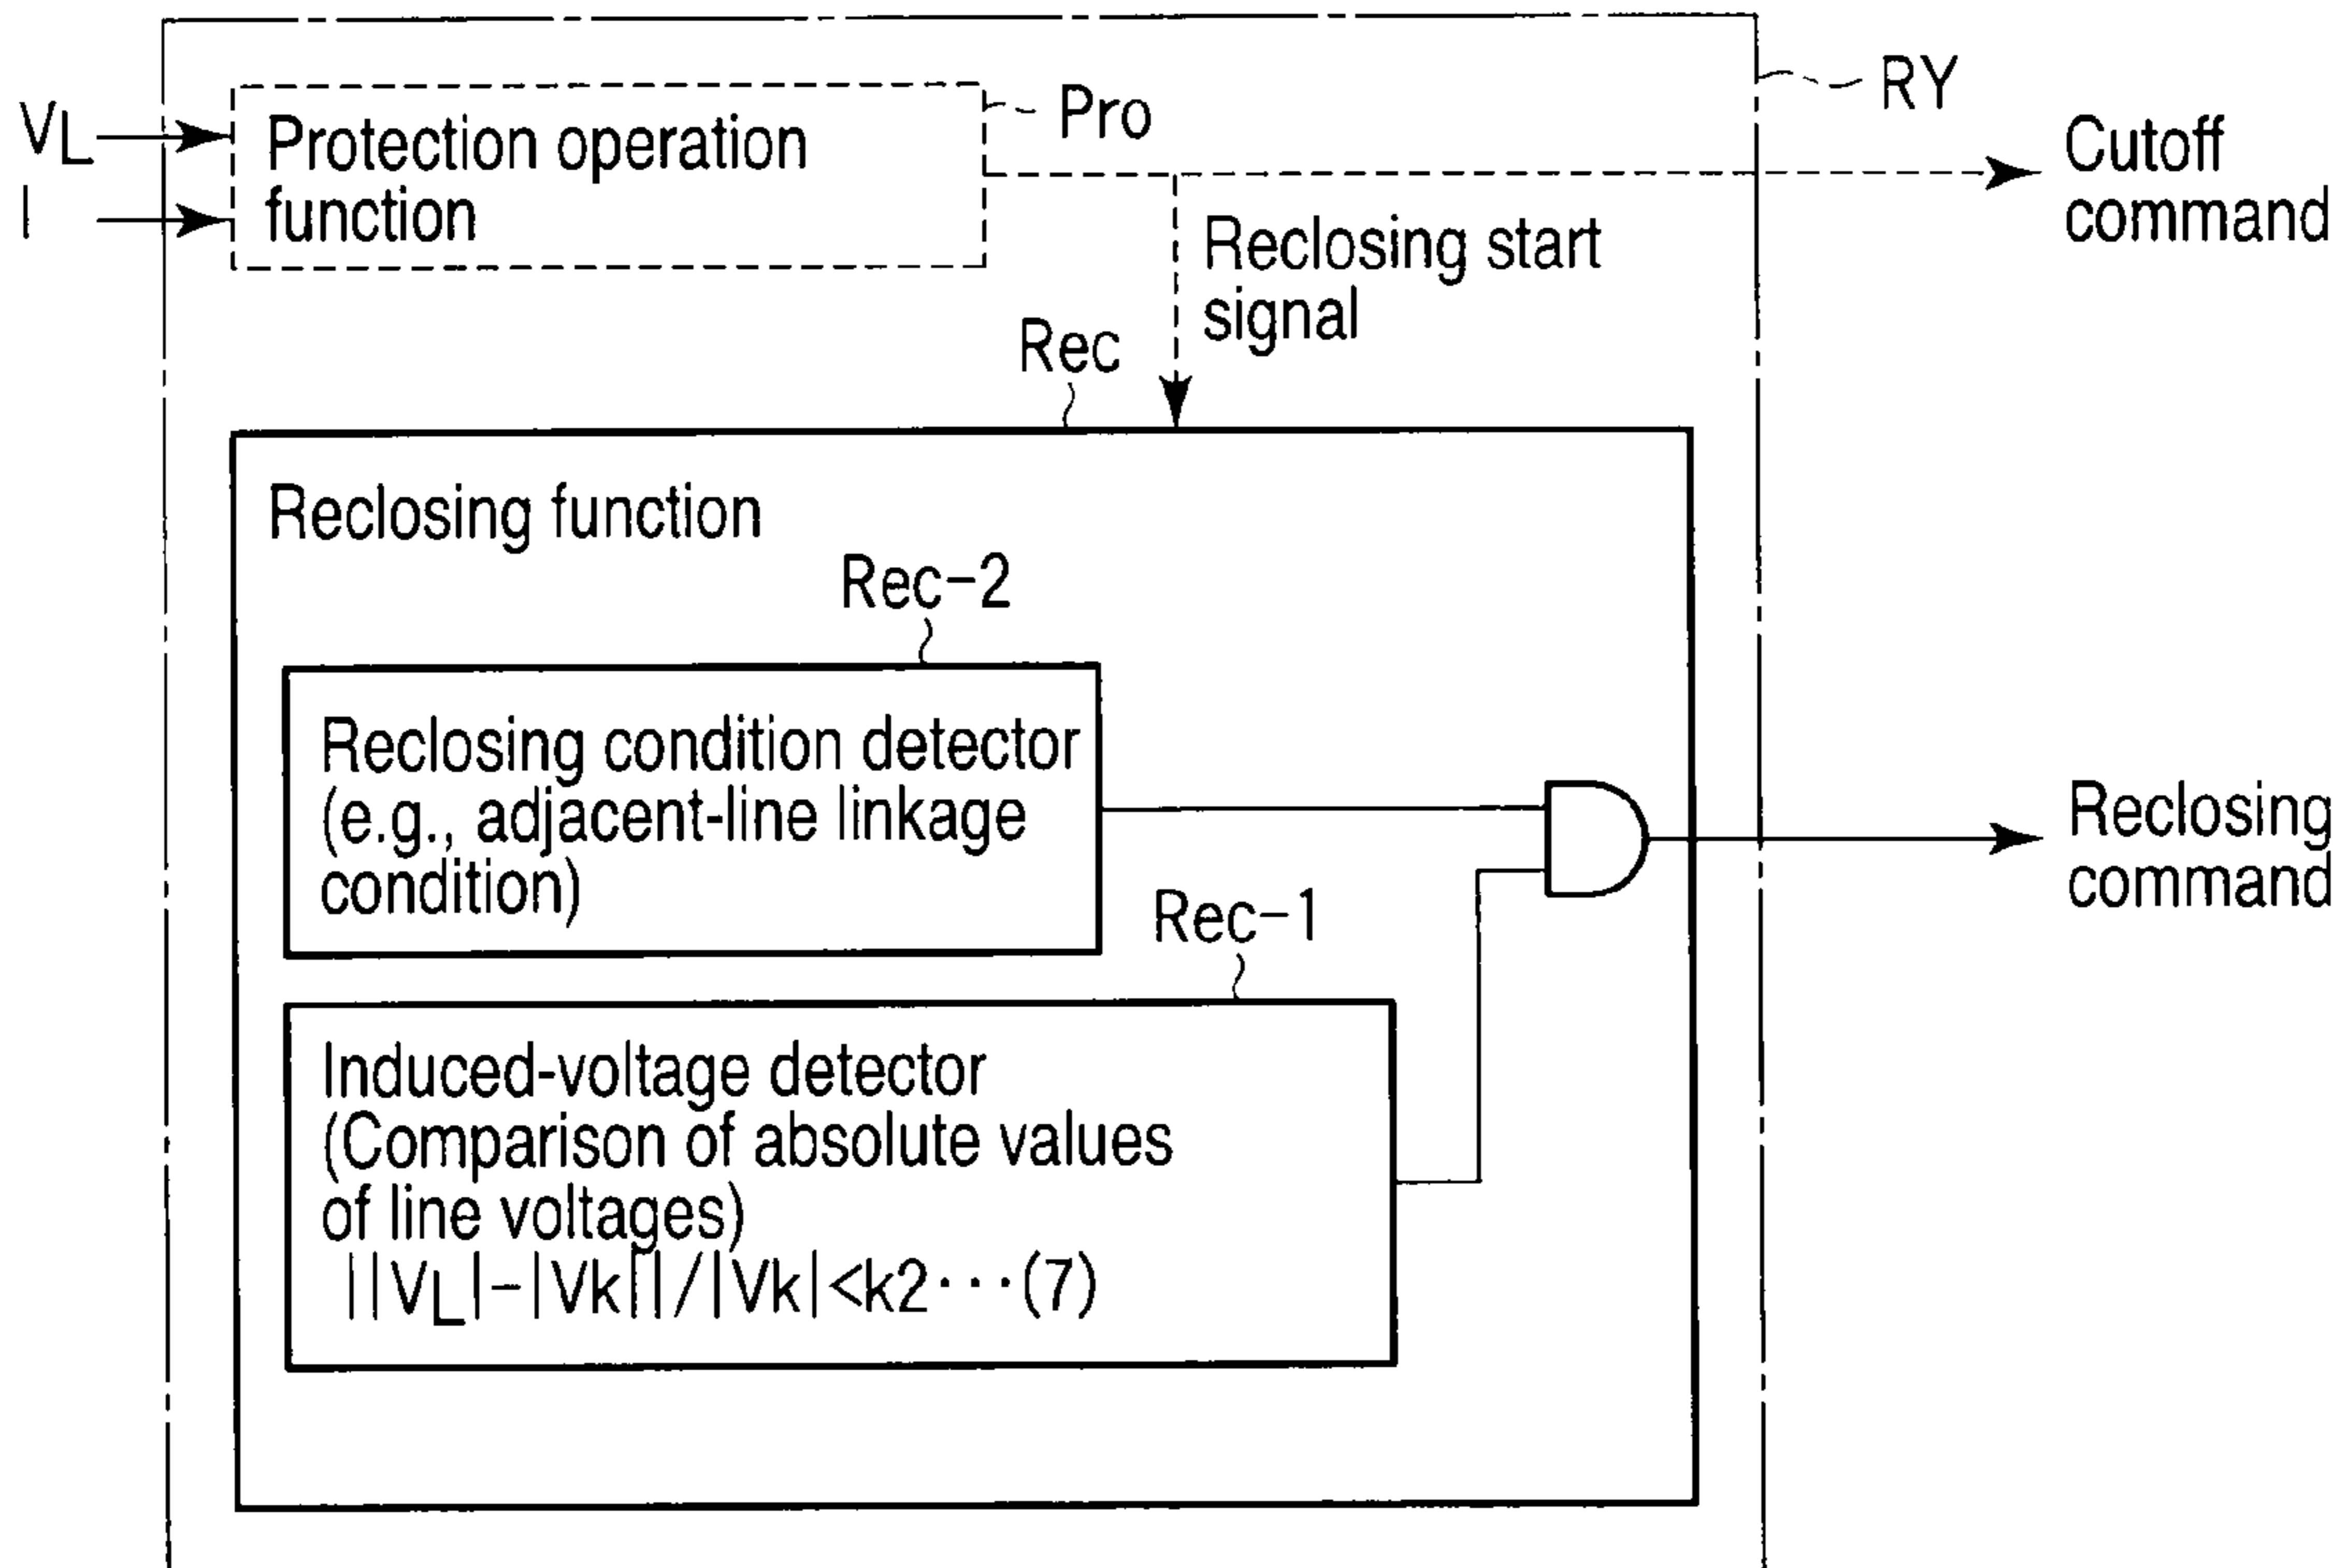 RY
VL
I
Protection operation
function
Pro
Cutoff
command
Reclosing start
signal
Rec
Reclosing function
Rec-2
Reclosing condition detector
(e.g., adjacent-line linkage
condition)
Reclosing
command
Rec-1
Induced-voltage detector
(Comparison of absolute values
of line voltages)
||VL|-|Vk||/|Vk|<k2···(7)